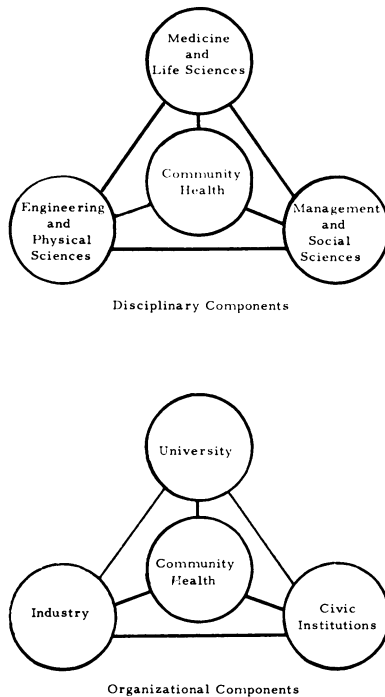 Medicine
and
Life Sciences
Community
Health
Engineering
and
Physical
Sciences
Management
and
Social
Sciences
Disciplinary Components
University
Community
Health
Industry
Civic
Institutions
Organizational Components